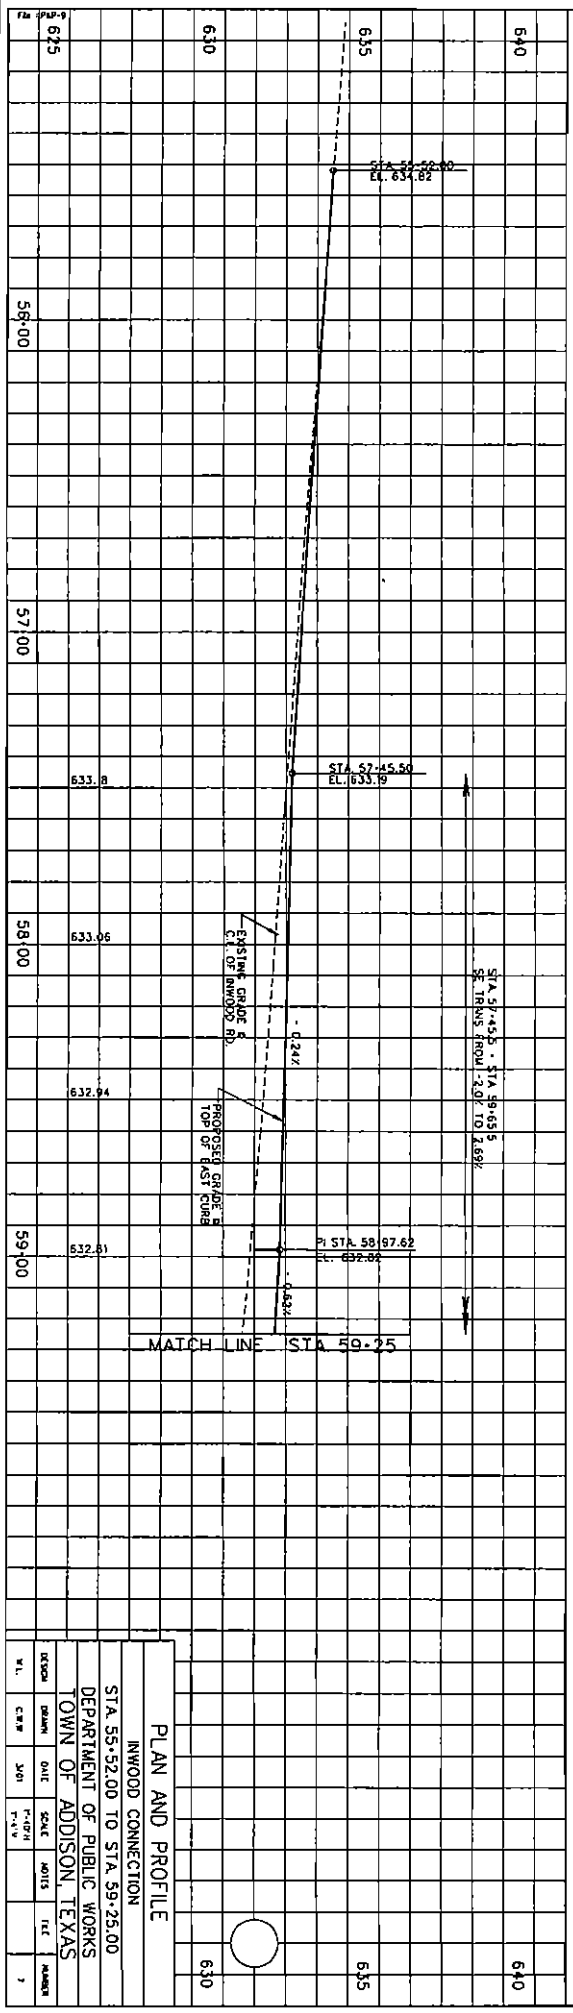 640
635
630
625
STA. 55+52.00
EL. 634.82
56+00
57+00
STA. 57+45.50
EL. 633.19
633.18
STA. 57+45.5 - STA. 59+65.5
SE TRANS FROM -2.0% TO 2.69%
58+00
633.06
EXISTING GRADE @
C.L. OF INWOOD RD.
- 0.24%
632.94
PROPOSED GRADE @
TOP OF EAST CURB
59+00
632.81
PI STA. 58+97.62
EL. 632.82
MATCH LINE STA 59+25
640
635
630
PLAN AND PROFILE
INWOOD CONNECTION
STA. 55+52.00 TO STA. 59+25.00
DEPARTMENT OF PUBLIC WORKS
TOWN OF ADDISON, TEXAS
DESIGN DRAWN DATE SCALE NOTES FILE NUMBER
C.W.W 3/01
7